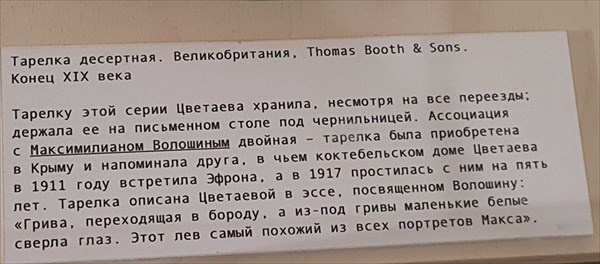 Тарелка десертная. Великобритания, Thomas Booth & Sons.
Конец XIX века
Тарелку этой серии Цветаева хранила, несмотря на все переезды;
держала ее на письменном столе под чернильницей. Ассоциация
с Максимилианом Волошиным двойная – тарелка была приобретена
в Крыму и напоминала друга, в чьем коктебельском доме Цветаева
в 1911 году встретила Эфрона, а в 1917 простилась с ним на пять
лет. Тарелка описана Цветаевой в эссе, посвященном Волошину:
«Грива, переходящая в бороду, а из-под гривы маленькие белые
сверла глаз. Этот лев самый похожий из всех портретов Макса».